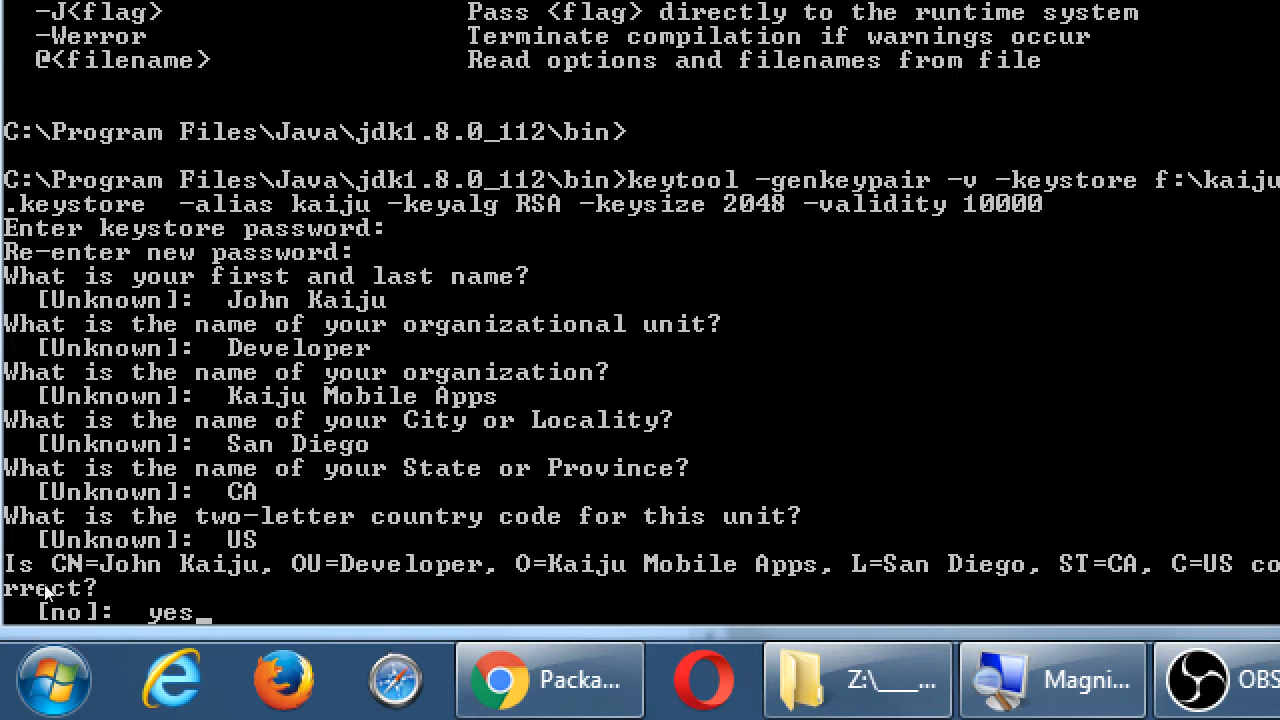 -J<flag> Pass <flag> directly to the runtime system
-Werror Terminate compilation if warnings occur
@<filename> Read options and filenames from file
C:\Program Files\Java\jdk1.8.0_112\bin>
C:\Program Files\Java\jdk1.8.0_112\bin>keytool -genkeypair -v -keystore f:\kaiju
.keystore  -alias kaiju -keyalg RSA -keysize 2048 -validity 10000
Enter keystore password:
Re-enter new password:
What is your first and last name?
[Unknown]:  John Kaiju
What is the name of your organizational unit?
[Unknown]:  Developer
What is the name of your organization?
[Unknown]:  Kaiju Mobile Apps
What is the name of your City or Locality?
[Unknown]:  San Diego
What is the name of your State or Province?
[Unknown]:  CA
What is the two-letter country code for this unit?
[Unknown]:  US
Is CN=John Kaiju, OU=Developer, O=Kaiju Mobile Apps, L=San Diego, ST=CA, C=US co
rrect?
[no]:  yes_
Packa... Z:\___... Magni... OBS